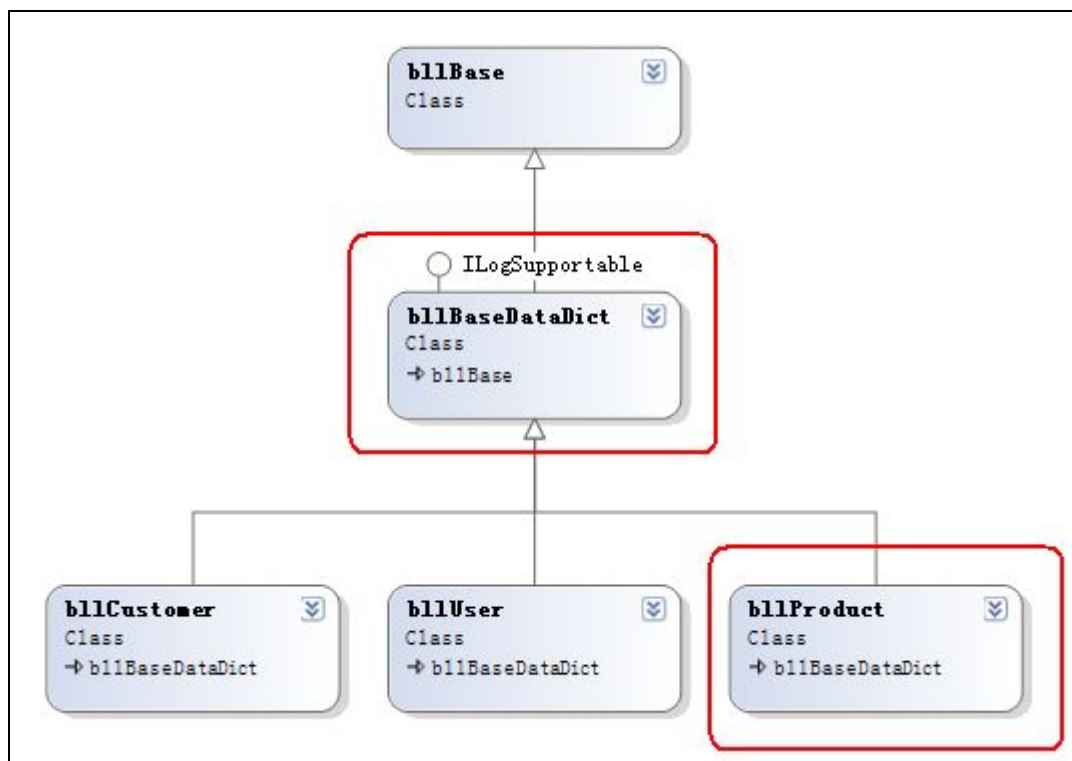 bllBase
Class
ILogSupportable
bllBaseDataDict
Class
bllBase
bllCustomer
Class
bllBaseDataDict
bllUser
Class
bllBaseDataDict
bllProduct
Class
bllBaseDataDict